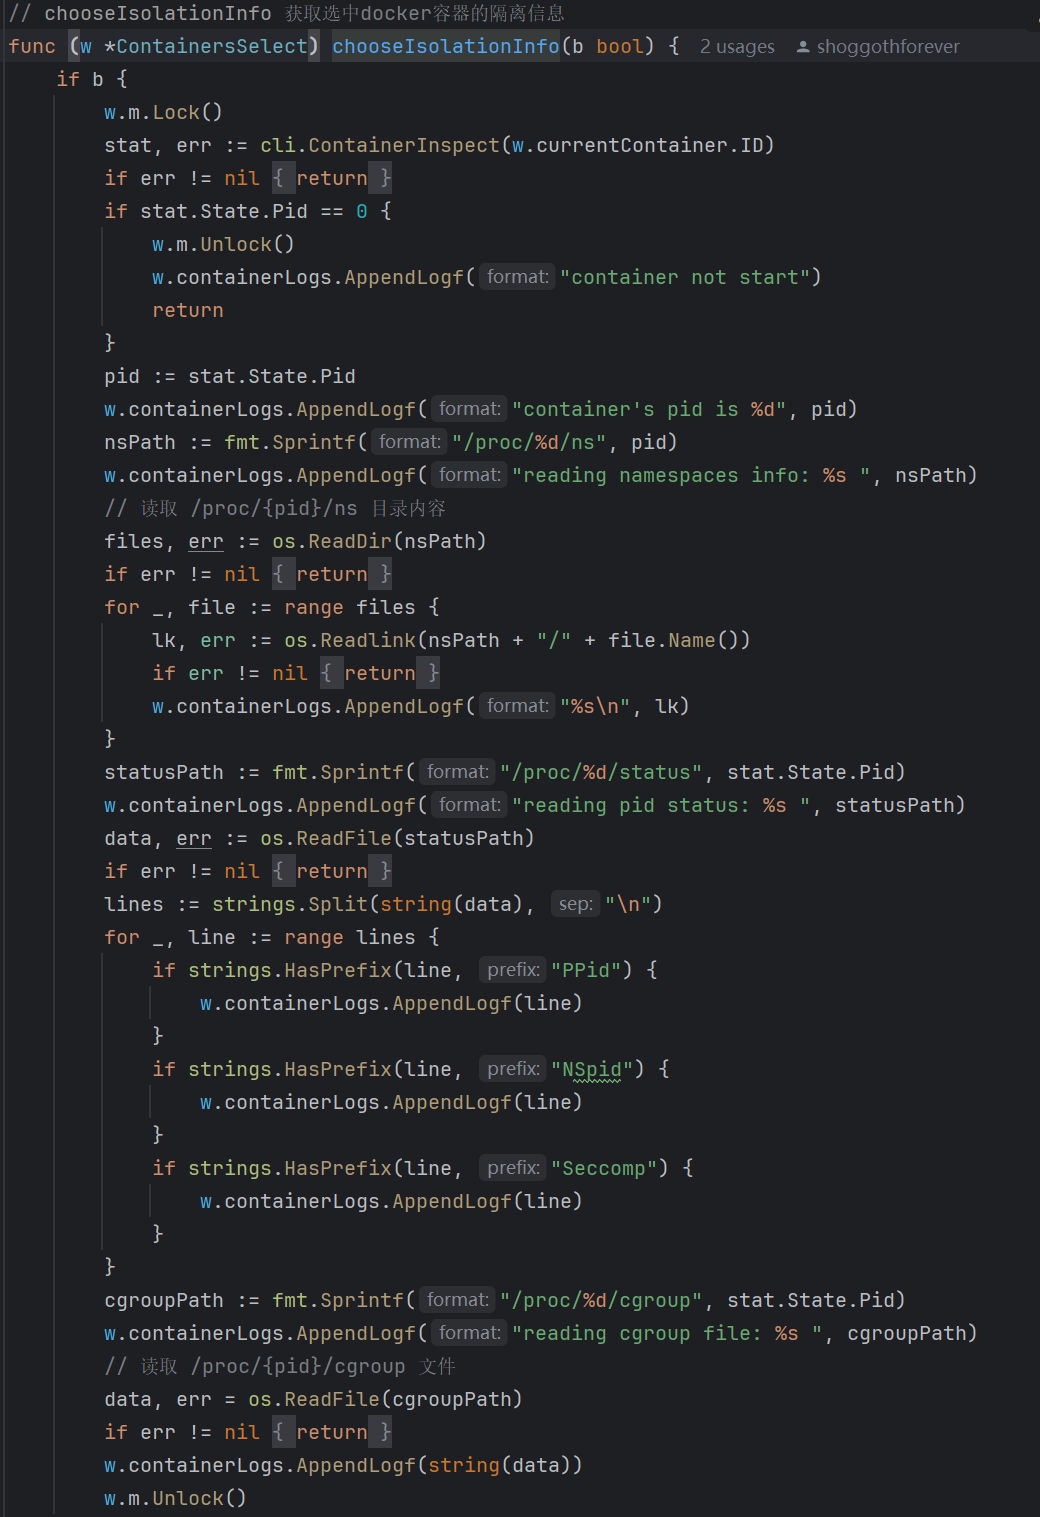 // chooseIsolationInfo 获取选中docker容器的隔离信息
func (w *ContainersSelect) chooseIsolationInfo(b bool) { 2 usages shoggothforever
    if b {
        w.m.Lock()
        stat, err := cli.ContainerInspect(w.currentContainer.ID)
        if err != nil { return }
        if stat.State.Pid == 0 {
            w.m.Unlock()
            w.containerLogs.AppendLogf( format: "container not start")
            return
        }
        pid := stat.State.Pid
        w.containerLogs.AppendLogf( format: "container's pid is %d", pid)
        nsPath := fmt.Sprintf( format: "/proc/%d/ns", pid)
        w.containerLogs.AppendLogf( format: "reading namespaces info: %s ", nsPath)
        // 读取 /proc/{pid}/ns 目录内容
        files, err := os.ReadDir(nsPath)
        if err != nil { return }
        for _, file := range files {
            lk, err := os.Readlink(nsPath + "/" + file.Name())
            if err != nil { return }
            w.containerLogs.AppendLogf( format: "%s\n", lk)
        }
        statusPath := fmt.Sprintf( format: "/proc/%d/status", stat.State.Pid)
        w.containerLogs.AppendLogf( format: "reading pid status: %s ", statusPath)
        data, err := os.ReadFile(statusPath)
        if err != nil { return }
        lines := strings.Split(string(data), sep: "\n")
        for _, line := range lines {
            if strings.HasPrefix(line, prefix: "PPid") {
                w.containerLogs.AppendLogf(line)
            }
            if strings.HasPrefix(line, prefix: "NSpid") {
                w.containerLogs.AppendLogf(line)
            }
            if strings.HasPrefix(line, prefix: "Seccomp") {
                w.containerLogs.AppendLogf(line)
            }
        }
        cgroupPath := fmt.Sprintf( format: "/proc/%d/cgroup", stat.State.Pid)
        w.containerLogs.AppendLogf( format: "reading cgroup file: %s ", cgroupPath)
        // 读取 /proc/{pid}/cgroup 文件
        data, err = os.ReadFile(cgroupPath)
        if err != nil { return }
        w.containerLogs.AppendLogf(string(data))
        w.m.Unlock()